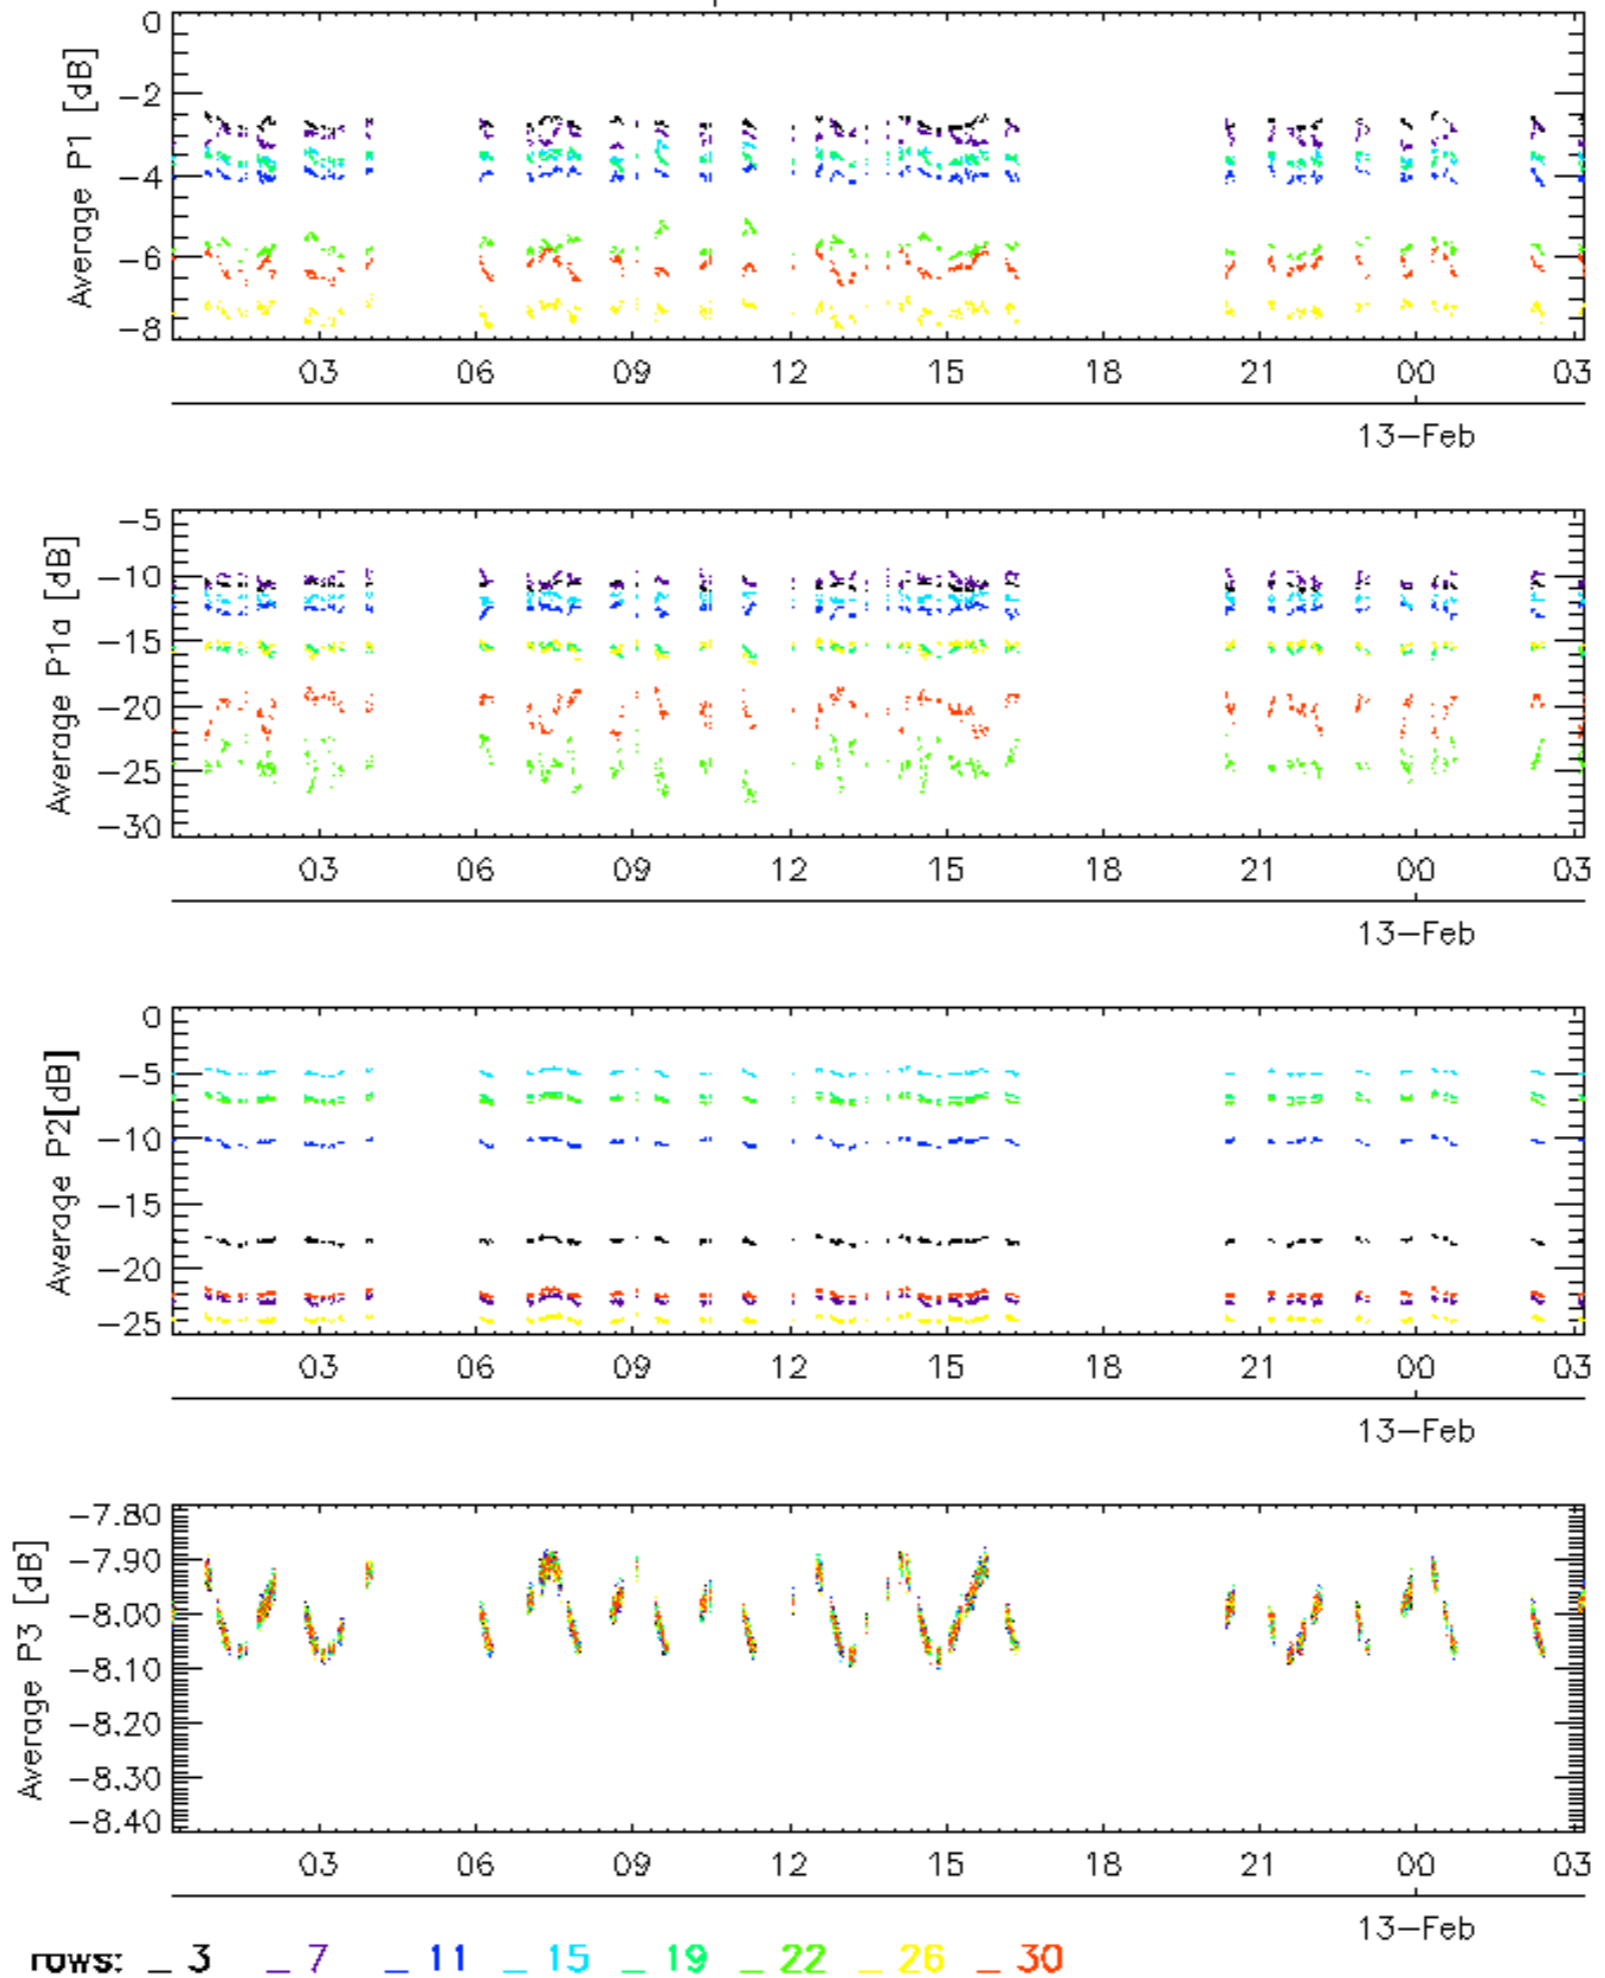 0
-2
-4
-6
-8
Average P1 [dB]
03 06 09 12 15 18 21 00 03
13-Feb
-5
-10
-15
-20
-25
-30
Average P1a [dB]
03 06 09 12 15 18 21 00 03
13-Feb
0
-5
-10
-15
-20
-25
Average P2[dB]
03 06 09 12 15 18 21 00 03
13-Feb
-7.80
-7.90
-8.00
-8.10
-8.20
-8.30
-8.40
Average P3 [dB]
03 06 09 12 15 18 21 00 03
13-Feb
rows: _ 3 _ 7 _ 11 _ 15 _ 19 _ 22 _ 26 _ 30